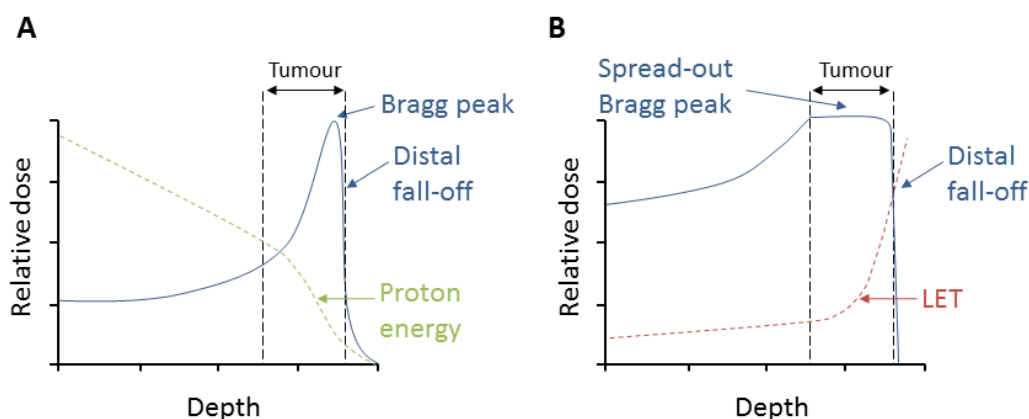 A
Tumour
Bragg peak
Distal
fall-off
Proton
energy
Relative dose
Depth
B
Spread-out
Bragg peak
Tumour
Distal
fall-off
LET
Relative dose
Depth